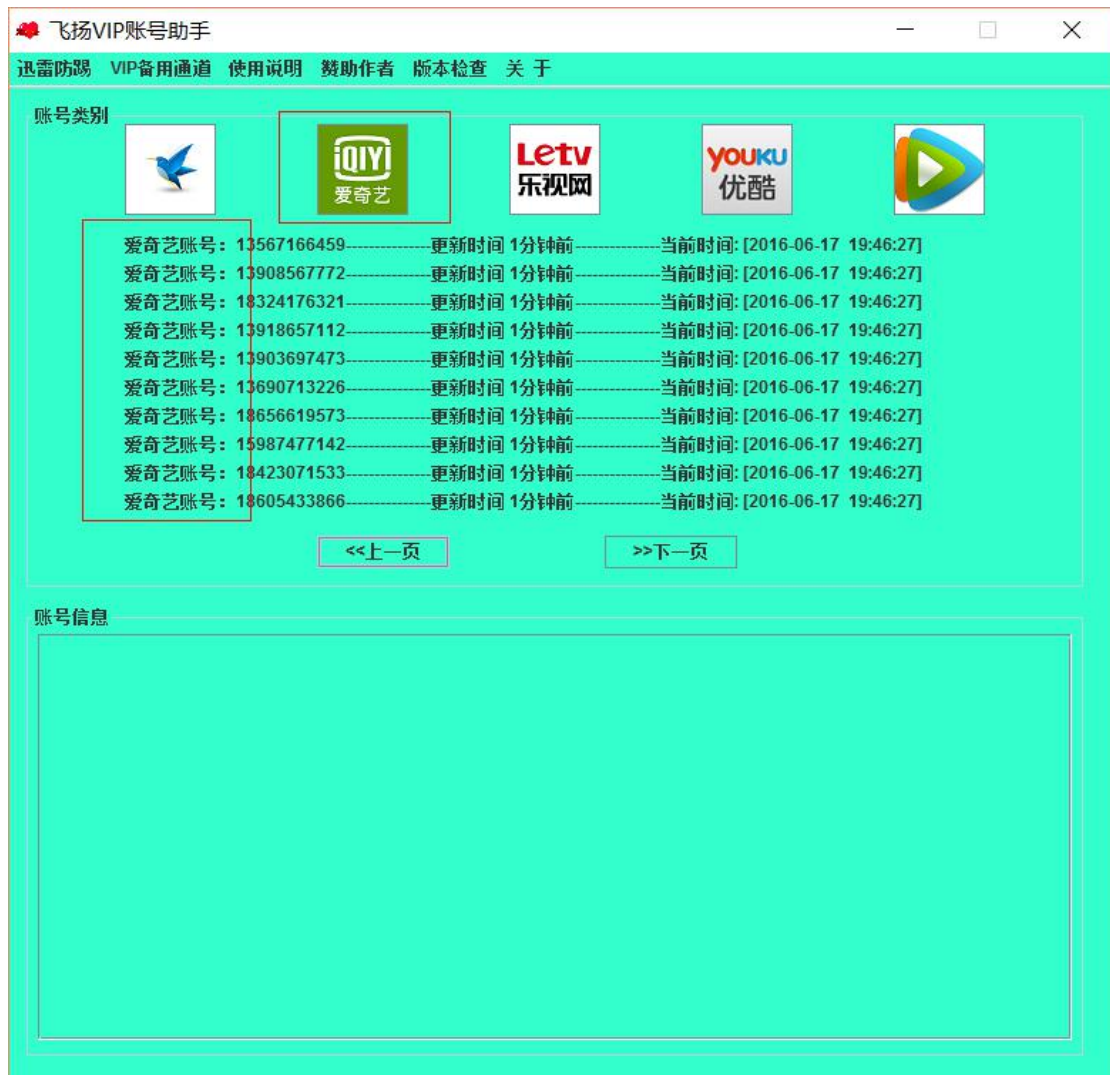 飞扬VIP账号助手
迅雷防踢 VIP备用通道 使用说明 赞助作者 版本检查 关 于
账号类别
iQIYI
爱奇艺
Letv
乐视网
YOUKU
优酷
爱奇艺账号：13567166459--------------更新时间 1分钟前--------------当前时间: [2016-06-17 19:46:27]
爱奇艺账号：13908567772--------------更新时间 1分钟前--------------当前时间: [2016-06-17 19:46:27]
爱奇艺账号：18324176321--------------更新时间 1分钟前--------------当前时间: [2016-06-17 19:46:27]
爱奇艺账号：13918657112--------------更新时间 1分钟前--------------当前时间: [2016-06-17 19:46:27]
爱奇艺账号：13903697473--------------更新时间 1分钟前--------------当前时间: [2016-06-17 19:46:27]
爱奇艺账号：13690713226--------------更新时间 1分钟前--------------当前时间: [2016-06-17 19:46:27]
爱奇艺账号：18656619573--------------更新时间 1分钟前--------------当前时间: [2016-06-17 19:46:27]
爱奇艺账号：15987477142--------------更新时间 1分钟前--------------当前时间: [2016-06-17 19:46:27]
爱奇艺账号：18423071533--------------更新时间 1分钟前--------------当前时间: [2016-06-17 19:46:27]
爱奇艺账号：18605433866--------------更新时间 1分钟前--------------当前时间: [2016-06-17 19:46:27]
<<上一页 >>下一页
账号信息